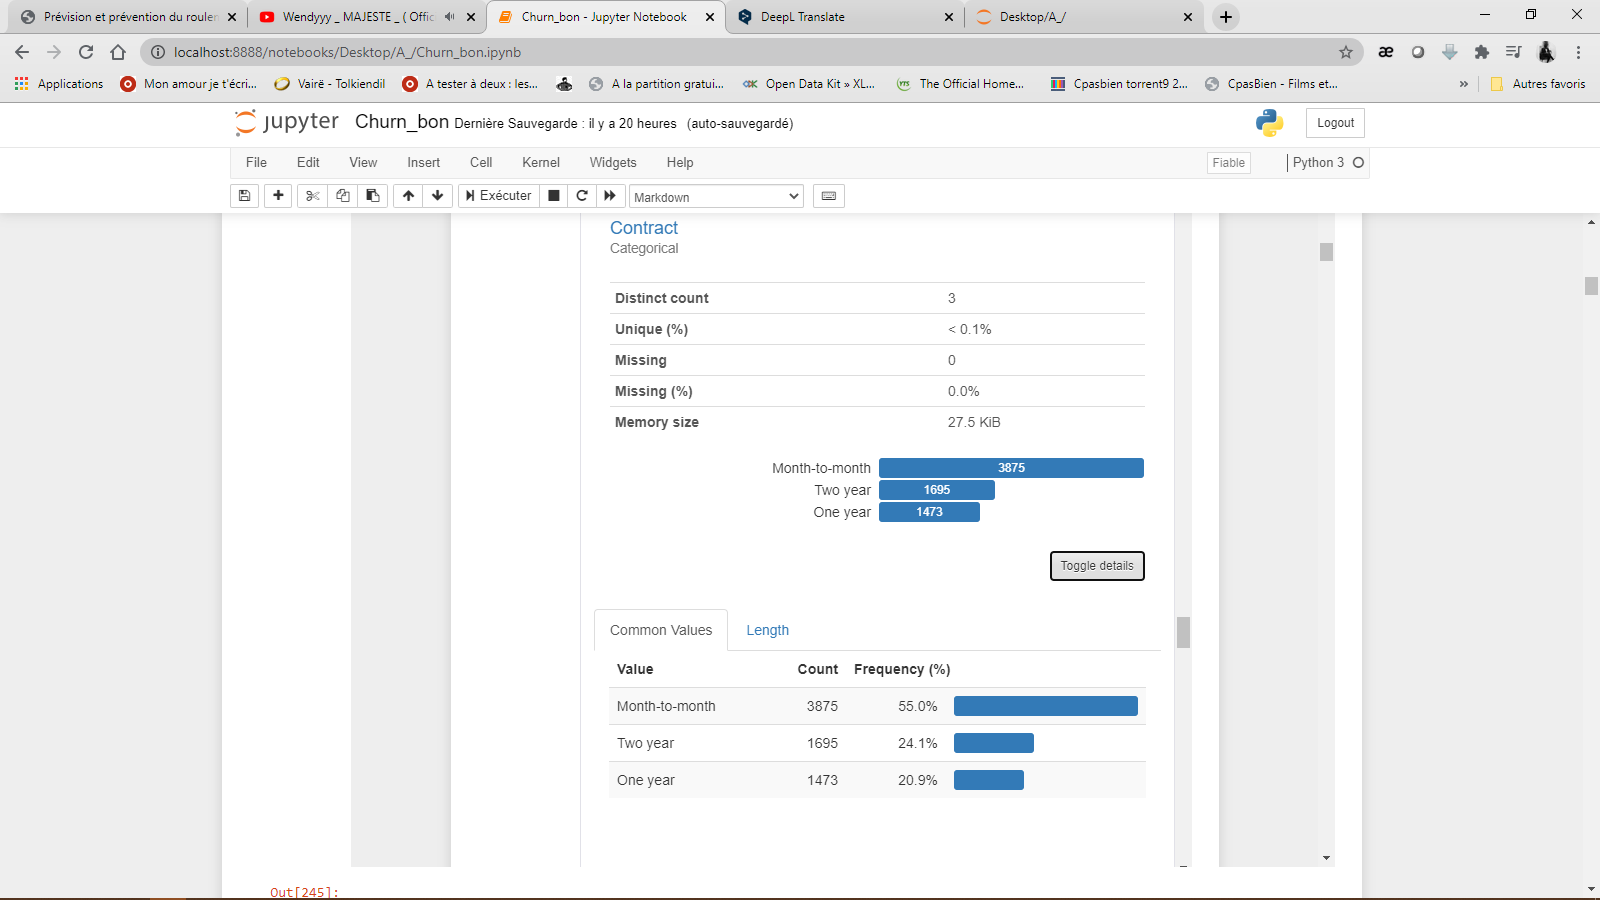 Prévision et prévention du rouler
Wendyyy _ MAJESTE _ ( Offic
Churn_bon - Jupyter Notebook
DeepL Translate
Desktop/A_/
localhost:8888/notebooks/Desktop/A_/Churn_bon.ipynb
Applications
Mon amour je t'écri...
Vairë - Tolkiendil
A tester à deux : les...
A la partition gratui...
Open Data Kit » XL...
The Official Home...
Cpasbien torrent9 2...
CpasBien - Films et...
»
Autres favoris
jupyter Churn_bon Dernière Sauvegarde : il y a 20 heures (auto-sauvegardé)
Logout
File Edit View Insert Cell Kernel Widgets Help
Fiable
Python 3
Exécuter
Markdown
Contract
Categorical
Distinct count 3
Unique (%) < 0.1%
Missing 0
Missing (%) 0.0%
Memory size 27.5 KiB
Month-to-month 3875
Two year 1695
One year 1473
Toggle details
Common Values Length
Value Count Frequency (%)
Month-to-month 3875 55.0%
Two year 1695 24.1%
One year 1473 20.9%
Out[245]: